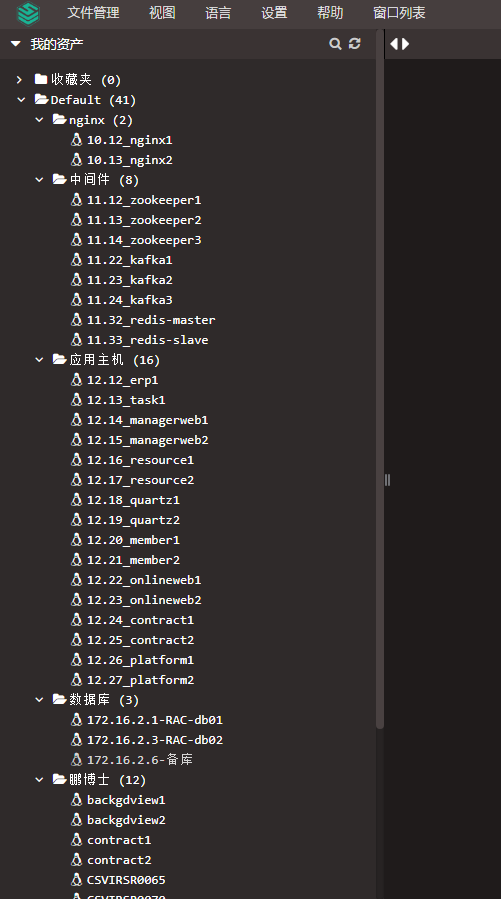 文件管理 视图 语言 设置 帮助 窗口列表
我的资产
收藏夹 (0)
Default (41)
nginx (2)
10.12_nginx1
10.13_nginx2
中间件 (8)
11.12_zookeeper1
11.13_zookeeper2
11.14_zookeeper3
11.22_kafka1
11.23_kafka2
11.24_kafka3
11.32_redis-master
11.33_redis-slave
应用主机 (16)
12.12_erp1
12.13_task1
12.14_managerweb1
12.15_managerweb2
12.16_resource1
12.17_resource2
12.18_quartz1
12.19_quartz2
12.20_member1
12.21_member2
12.22_onlineweb1
12.23_onlineweb2
12.24_contract1
12.25_contract2
12.26_platform1
12.27_platform2
数据库 (3)
172.16.2.1-RAC-db01
172.16.2.3-RAC-db02
172.16.2.6-备库
鹏博士 (12)
backgdview1
backgdview2
contract1
contract2
CSVIRSR0065